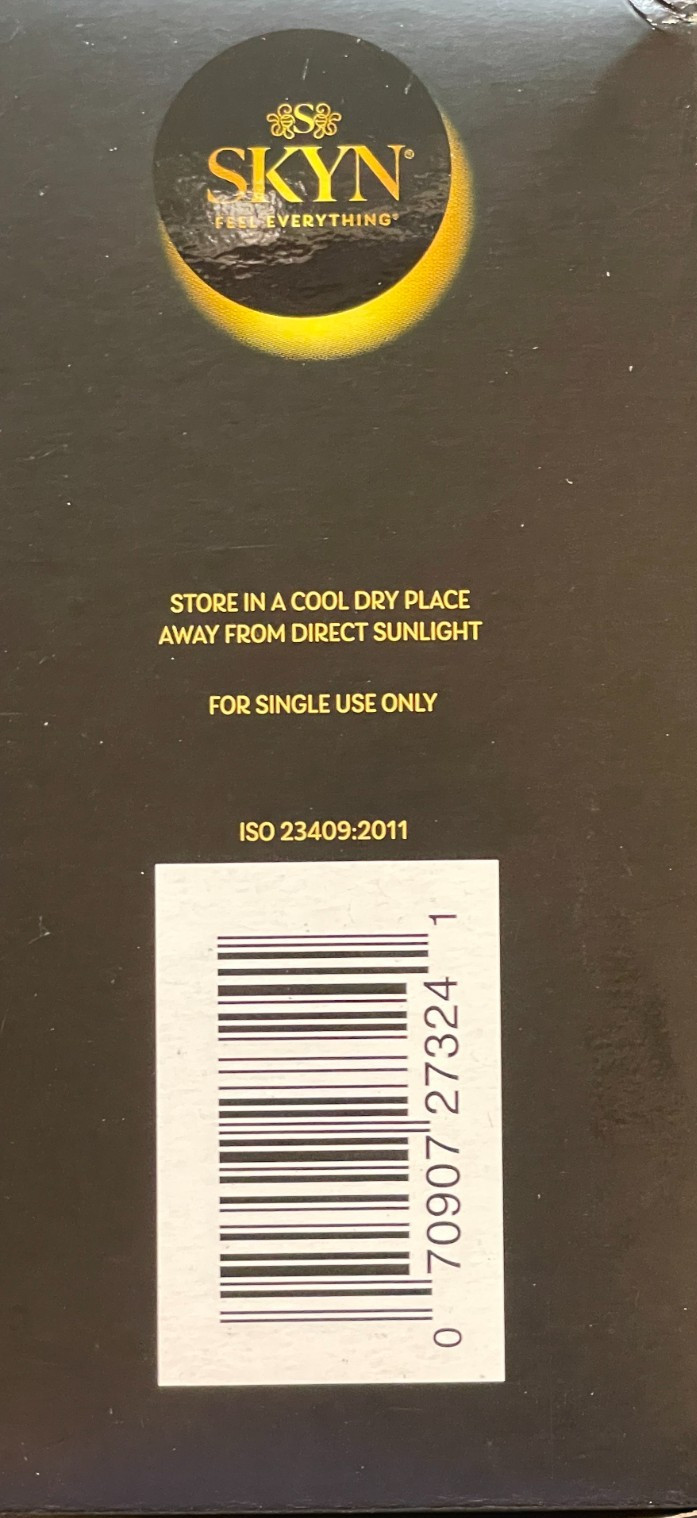 S
SKYN®
FEEL EVERYTHING®
STORE IN A COOL DRY PLACE
AWAY FROM DIRECT SUNLIGHT
FOR SINGLE USE ONLY
ISO 23409:2011
0 70907 27324 1